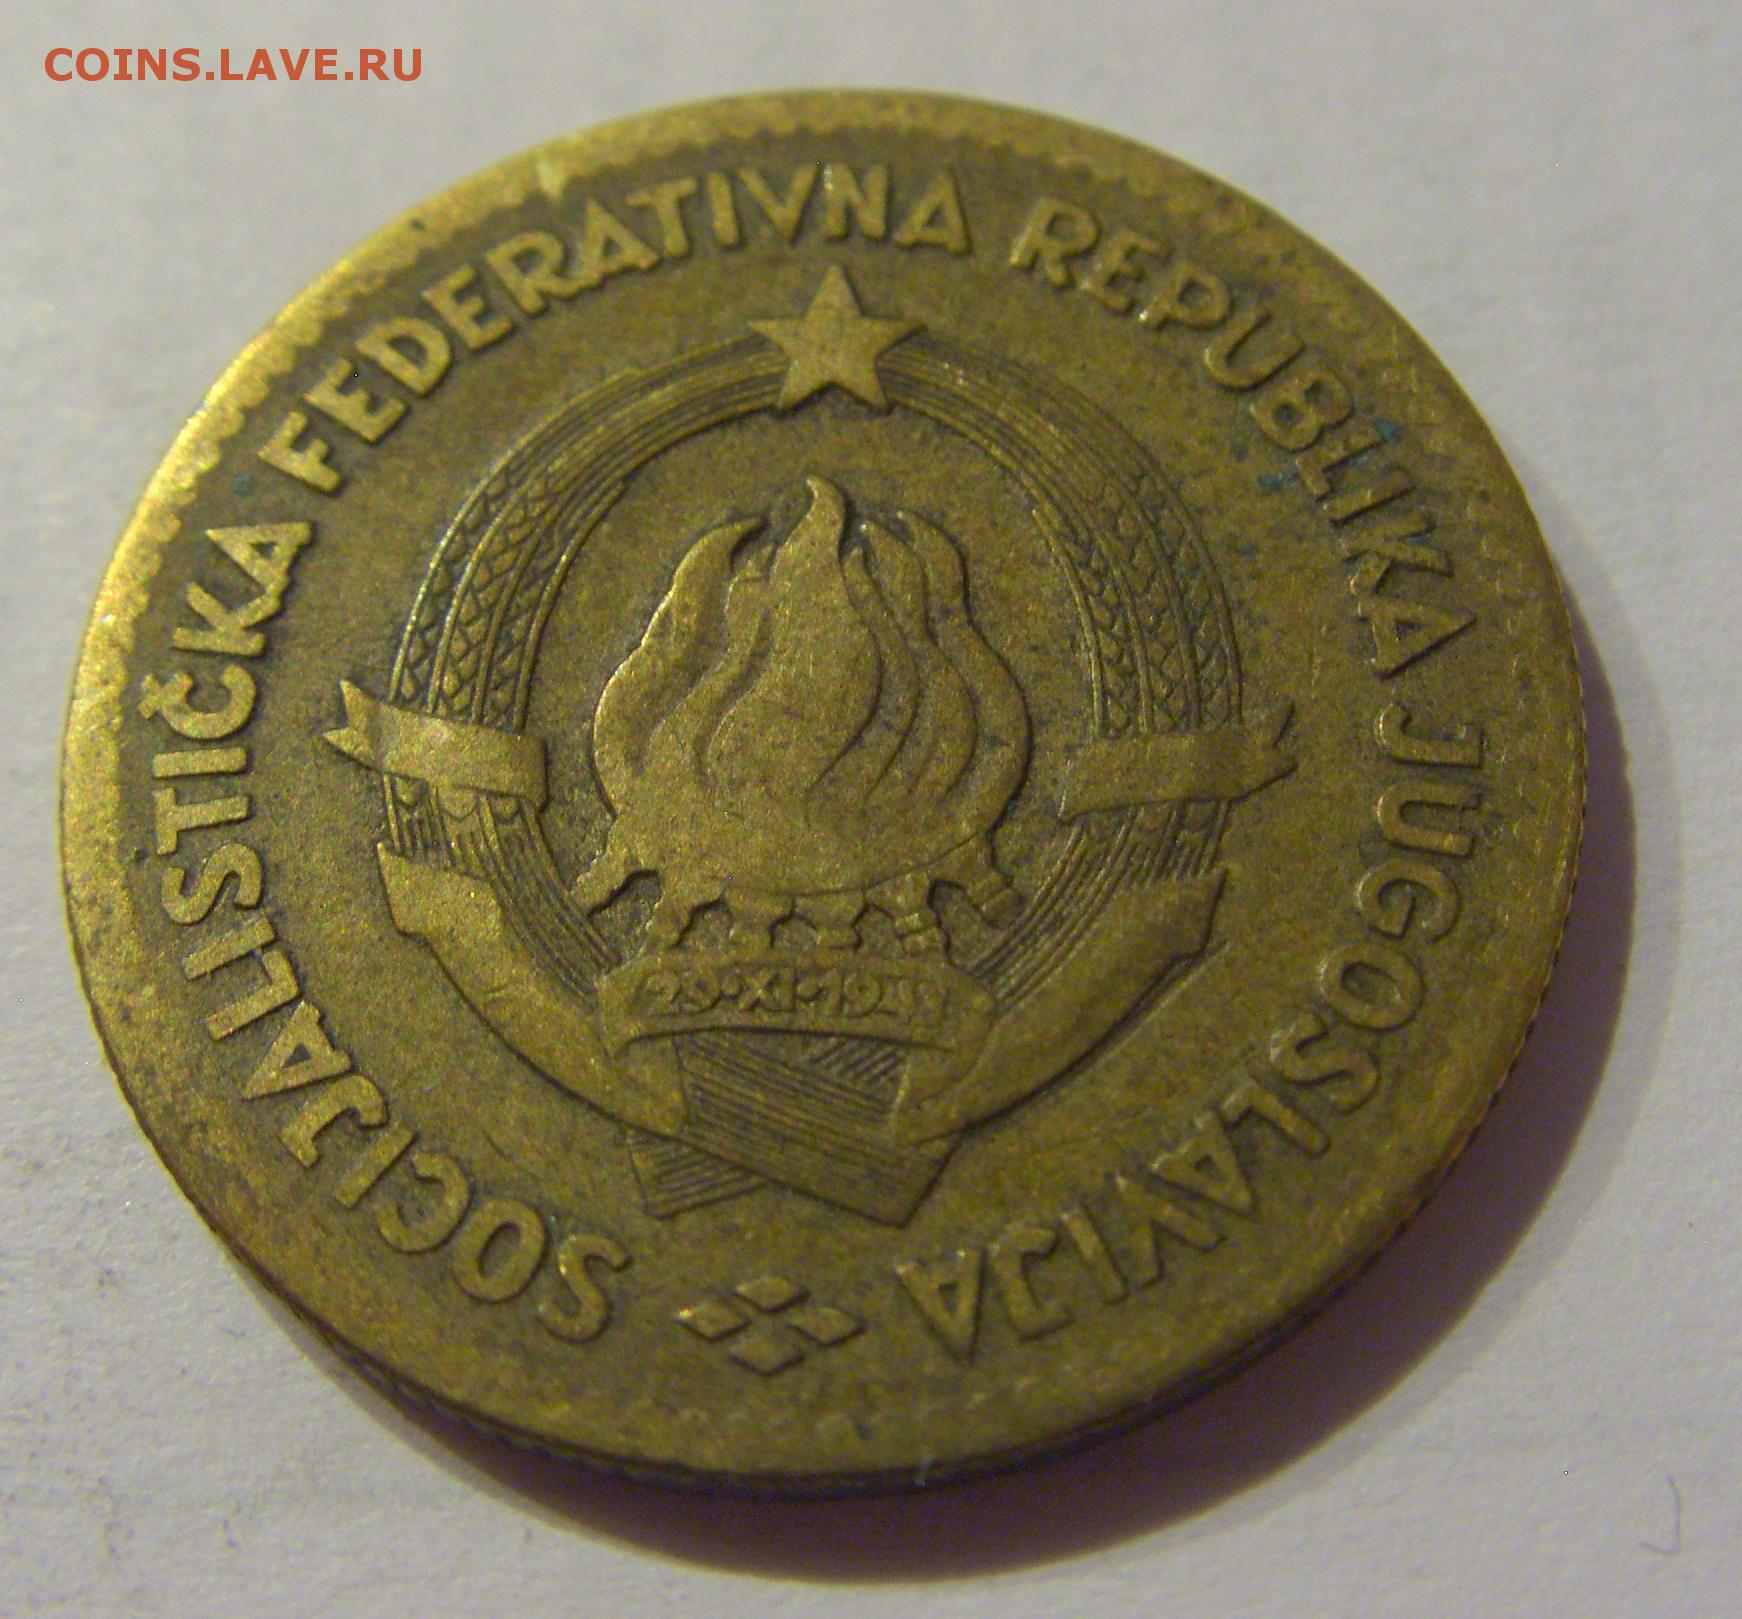 COINS.LAVE.RU
SOCIJALISTIČKA FEDERATIVNA REPUBLIKA JUGOSLAVIJA
29·XI·1943